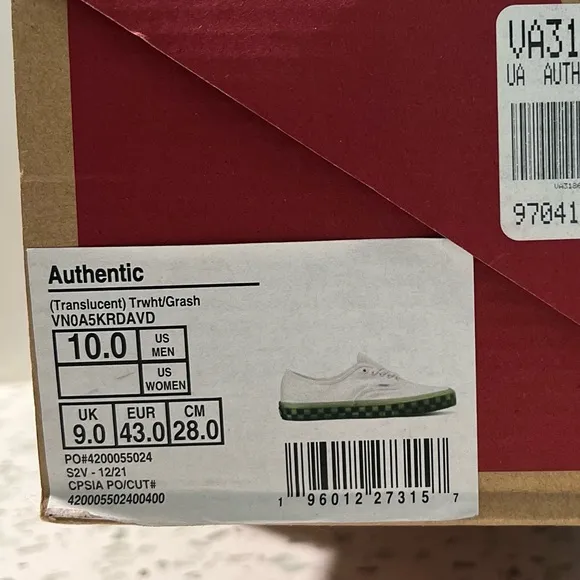 VA31
UA AUTH
VA318
97041
Authentic
(Translucent) Trwht/Grash
VN0A5KRDAVD
10.0 US MEN
US WOMEN
UK 9.0 EUR 43.0 CM 28.0
PO#4200055024
S2V - 12/21
CPSIA PO/CUT#
420005502400400
1 96012 27315 7